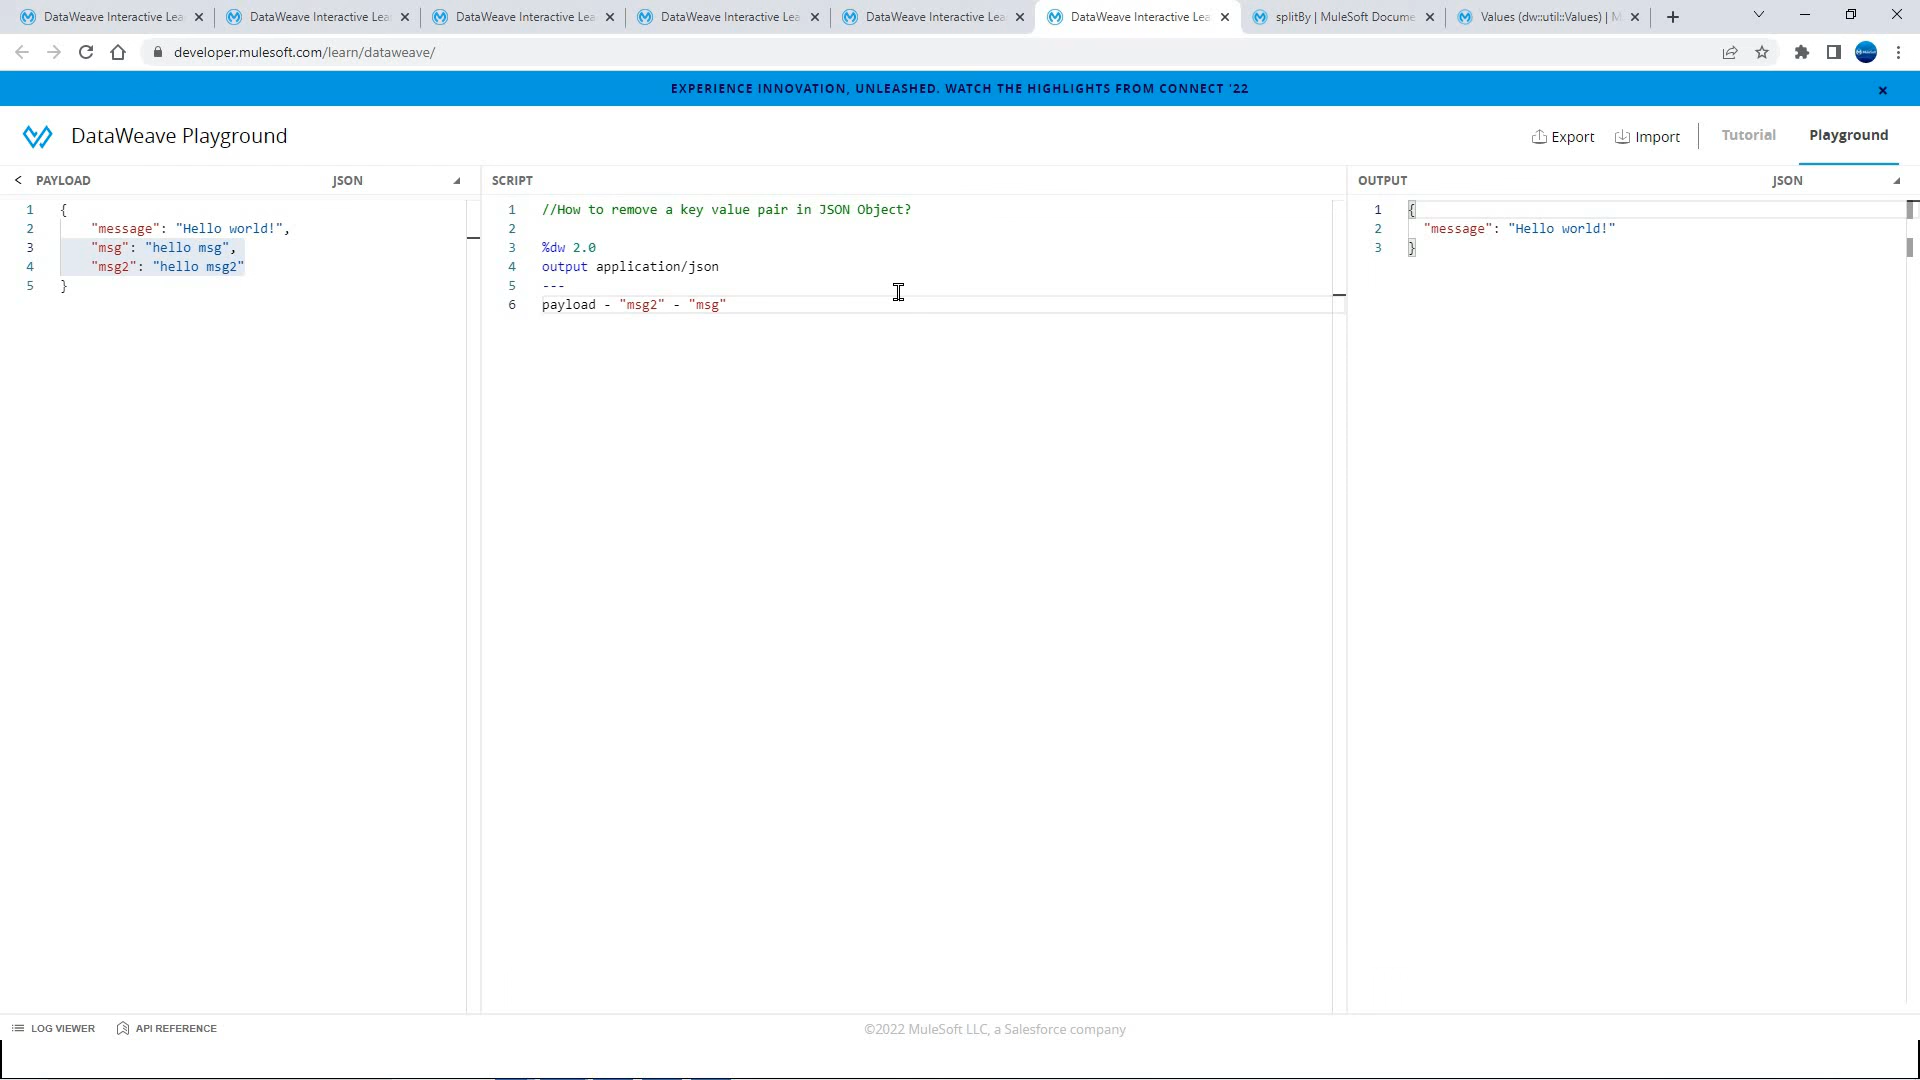 DataWeave Interactive Lea
DataWeave Interactive Lea
DataWeave Interactive Lea
DataWeave Interactive Lea
DataWeave Interactive Lea
DataWeave Interactive Lea
splitBy | MuleSoft Docume
Values (dw::util::Values) | M
developer.mulesoft.com/learn/dataweave/
EXPERIENCE INNOVATION, UNLEASHED. WATCH THE HIGHLIGHTS FROM CONNECT '22
DataWeave Playground
Export
Import
Tutorial
Playground
PAYLOAD
JSON
1 {
2 "message": "Hello world!",
3 "msg": "hello msg",
4 "msg2": "hello msg2"
5 }
SCRIPT
1 //How to remove a key value pair in JSON Object?
2
3 %dw 2.0
4 output application/json
5 ---
6 payload - "msg2" - "msg"
OUTPUT
JSON
1 {
2 "message": "Hello world!"
3 }
LOG VIEWER
API REFERENCE
©2022 MuleSoft LLC, a Salesforce company